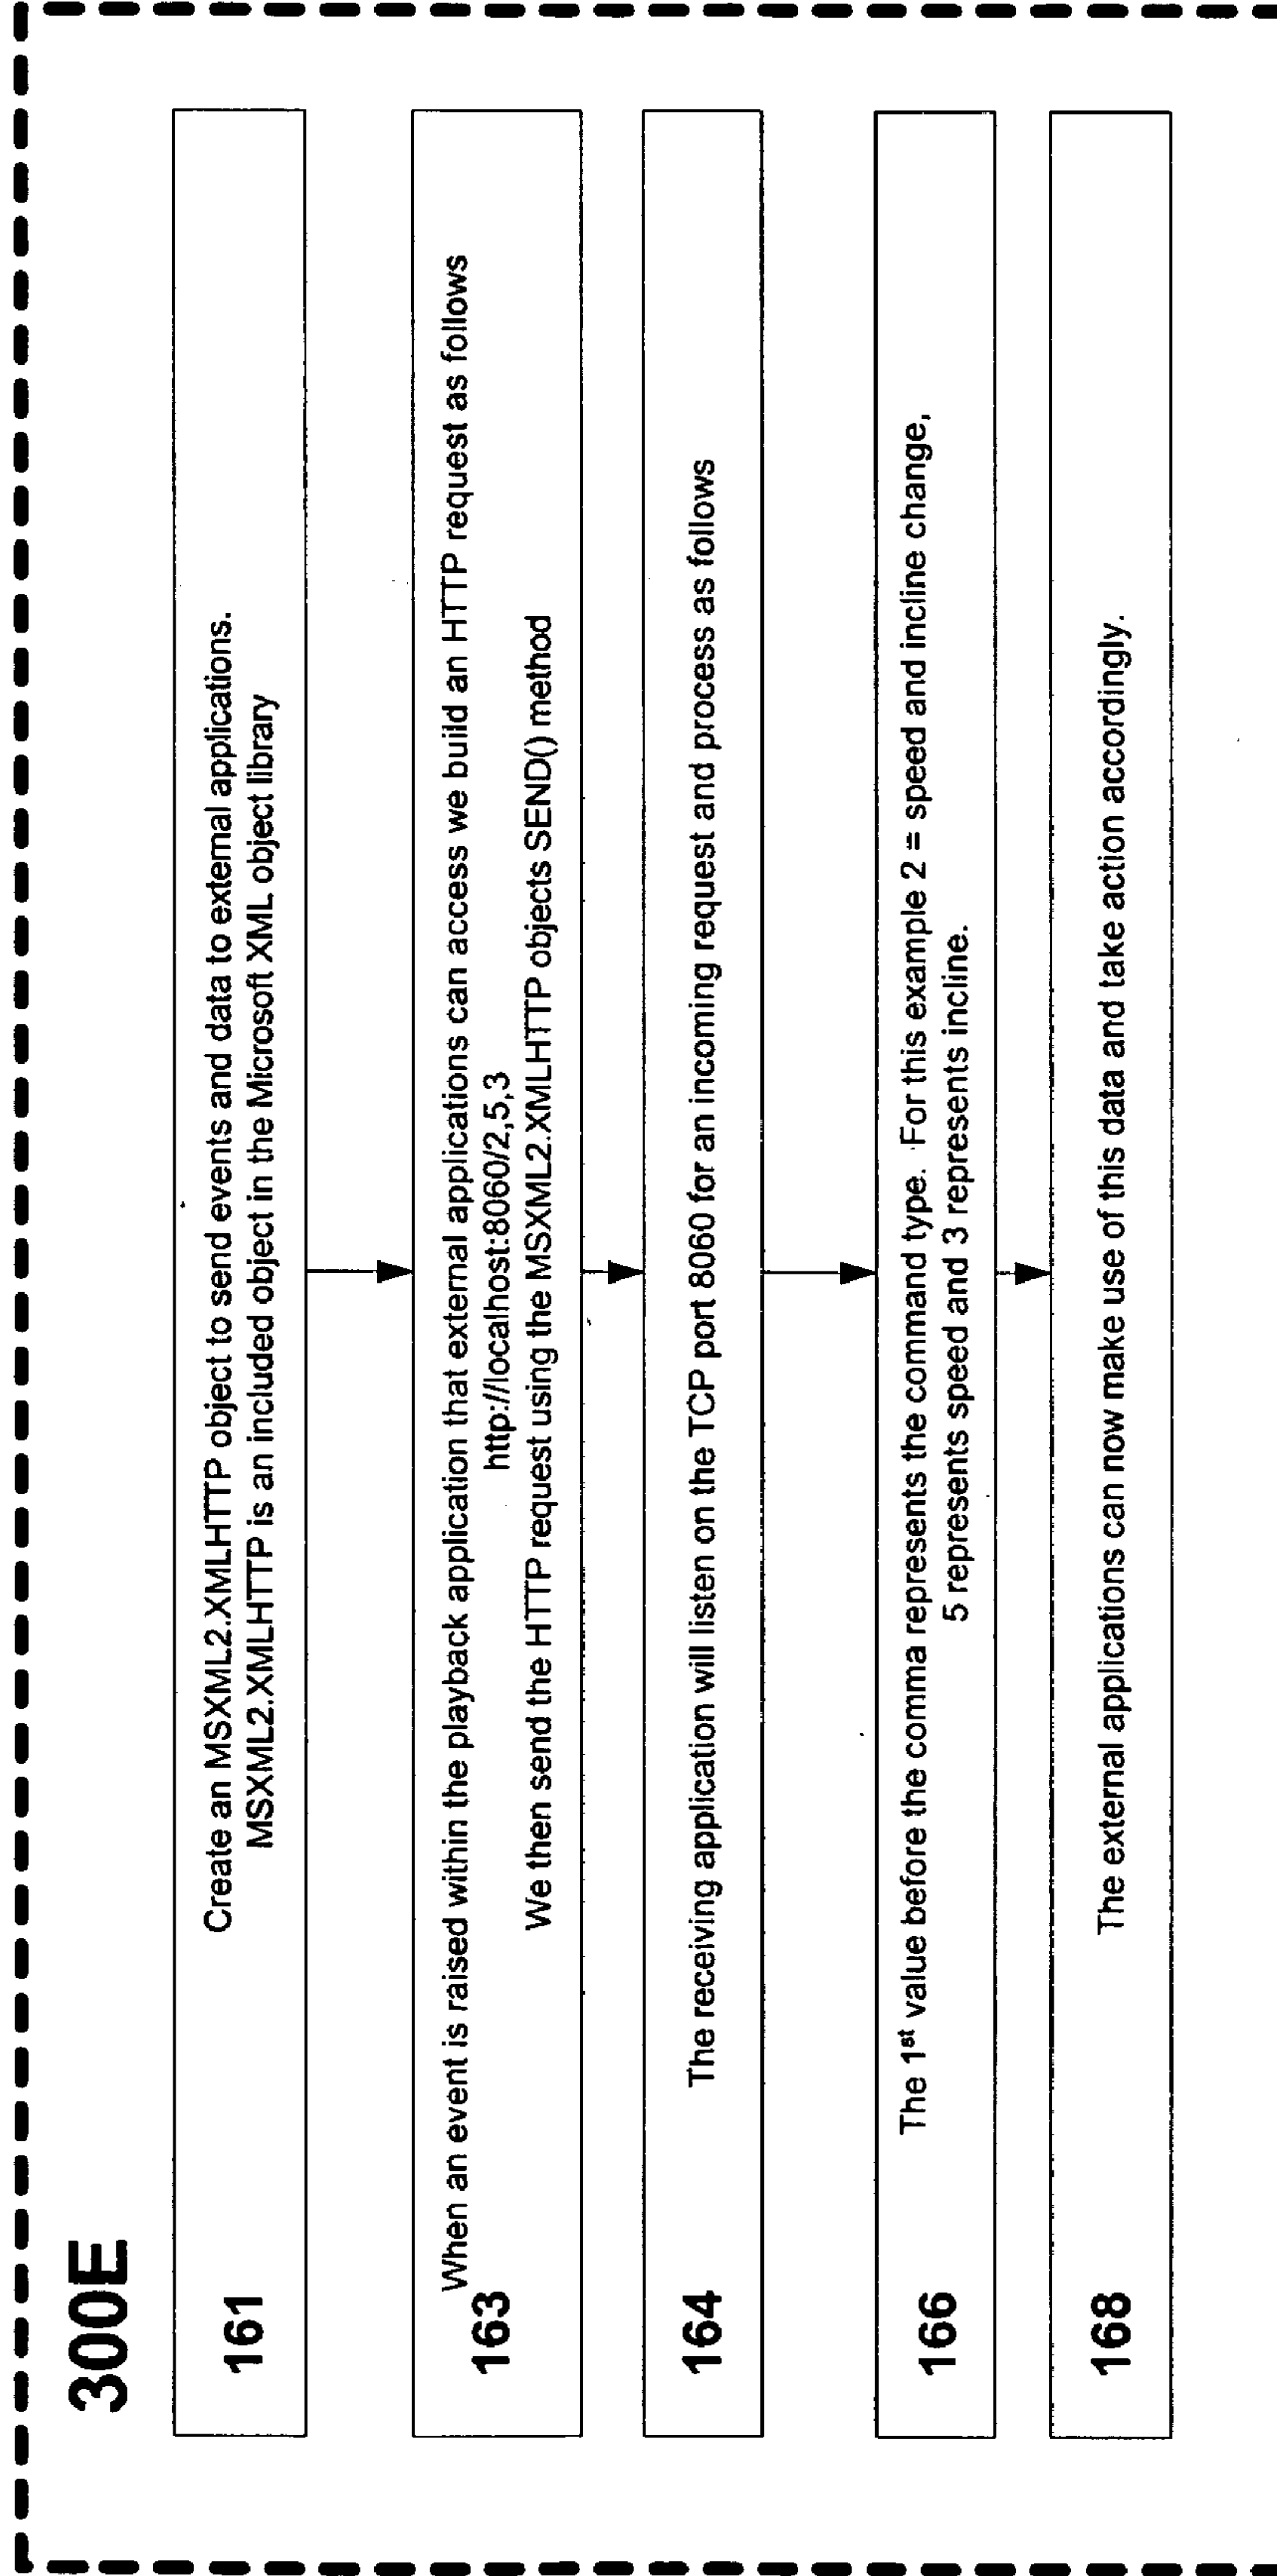 300E
161
Create an MSXML2.XMLHTTP object to send events and data to external applications.
MSXML2.XMLHTTP is an included object in the Microsoft XML object library
When an event is raised within the playback application that external applications can access we build an HTTP request as follows
163
http://localhost:8060/2,5,3
We then send the HTTP request using the MSXML2.XMLHTTP objects SEND() method
164
The receiving application will listen on the TCP port 8060 for an incoming request and process as follows
166
The 1st value before the comma represents the command type. For this example 2 = speed and incline change,
5 represents speed and 3 represents incline.
168
The external applications can now make use of this data and take action accordingly.